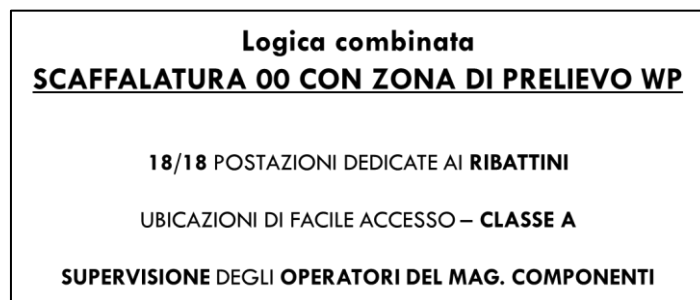 Logica combinata
SCAFFALATURA 00 CON ZONA DI PRELIEVO WP
18/18 POSTAZIONI DEDICATE AI RIBATTINI
UBICAZIONI DI FACILE ACCESSO – CLASSE A
SUPERVISIONE DEGLI OPERATORI DEL MAG. COMPONENTI